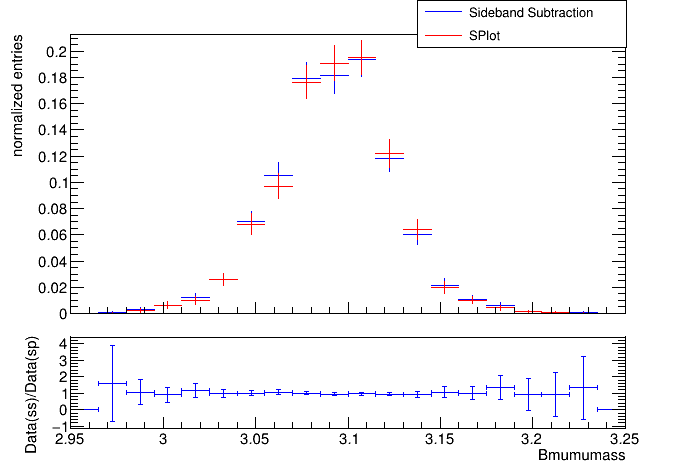 Sideband Subtraction
SPlot
normalized entries
0.2
0.18
0.16
0.14
0.12
0.1
0.08
0.06
0.04
0.02
0
Data(ss)/Data(sp)
4
3
2
1
0
−1
2.95 3 3.05 3.1 3.15 3.2 3.25
Bmumumass